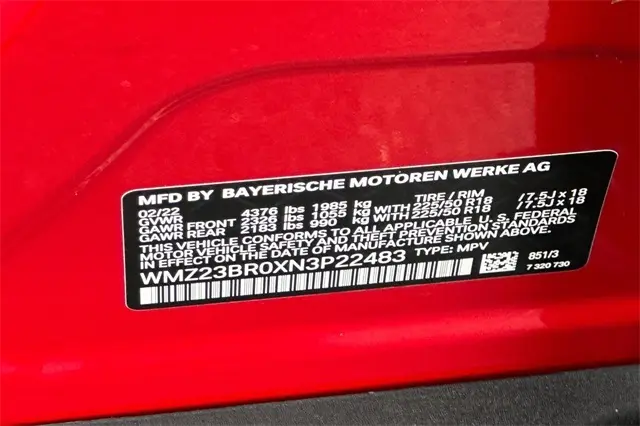 MFD BY BAYERISCHE MOTOREN WERKE AG
02/22 TIRE / RIM
GVWR 4376 lbs 1985 kg
GAWR FRONT lbs 1055 kg 225/50 R18 /7.5J x 18
GAWR REAR 2183 lbs 990 kg 225/50 R18 /7.5J x 18
THIS VEHICLE CONFORMS TO ALL APPLICABLE U.S. FEDERAL
MOTOR VEHICLE SAFETY AND THEFT PREVENTION STANDARDS
IN EFFECT ON THE DATE OF MANUFACTURE SHOWN ABOVE.
WMZ23BR0XN3P22483 TYPE: MPV
851/3
7 320 730